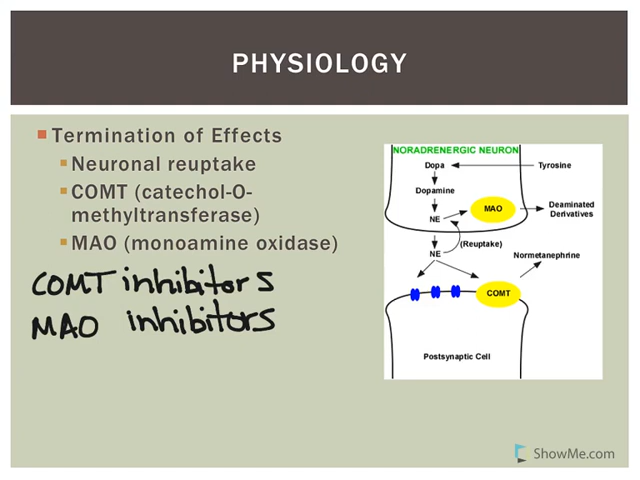 PHYSIOLOGY
Termination of Effects
Neuronal reuptake
COMT (catechol-O-
methyltransferase)
MAO (monoamine oxidase)
COMT inhibitors
MAO inhibitors
NORADRENERGIC NEURON
Dopa
Tyrosine
Dopamine
MAO
Deaminated
Derivatives
NE
(Reuptake)
NE
Normetanephrine
COMT
Postsynaptic Cell
ShowMe.com